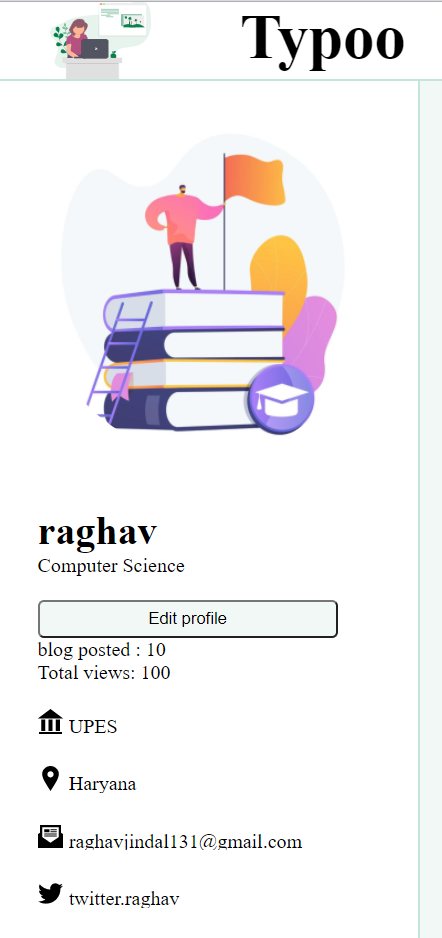 Typoo
raghav
Computer Science
Edit profile
blog posted : 10
Total views: 100
UPES
Haryana
raghavjindal131@gmail.com
twitter.raghav